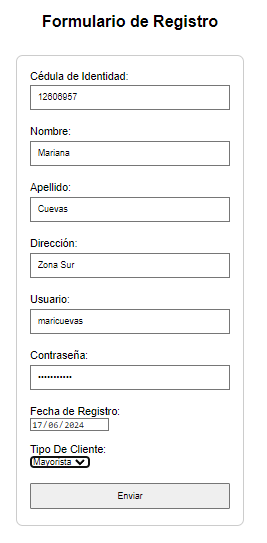 Formulario de Registro
Cédula de Identidad:
12606967
Nombre:
Mariana
Apellido:
Cuevas
Dirección:
Zona Sur
Usuario:
maricuevas
Contraseña:
•••••••••••
Fecha de Registro:
17/06/2024
Tipo De Cliente:
Mayorista
Enviar